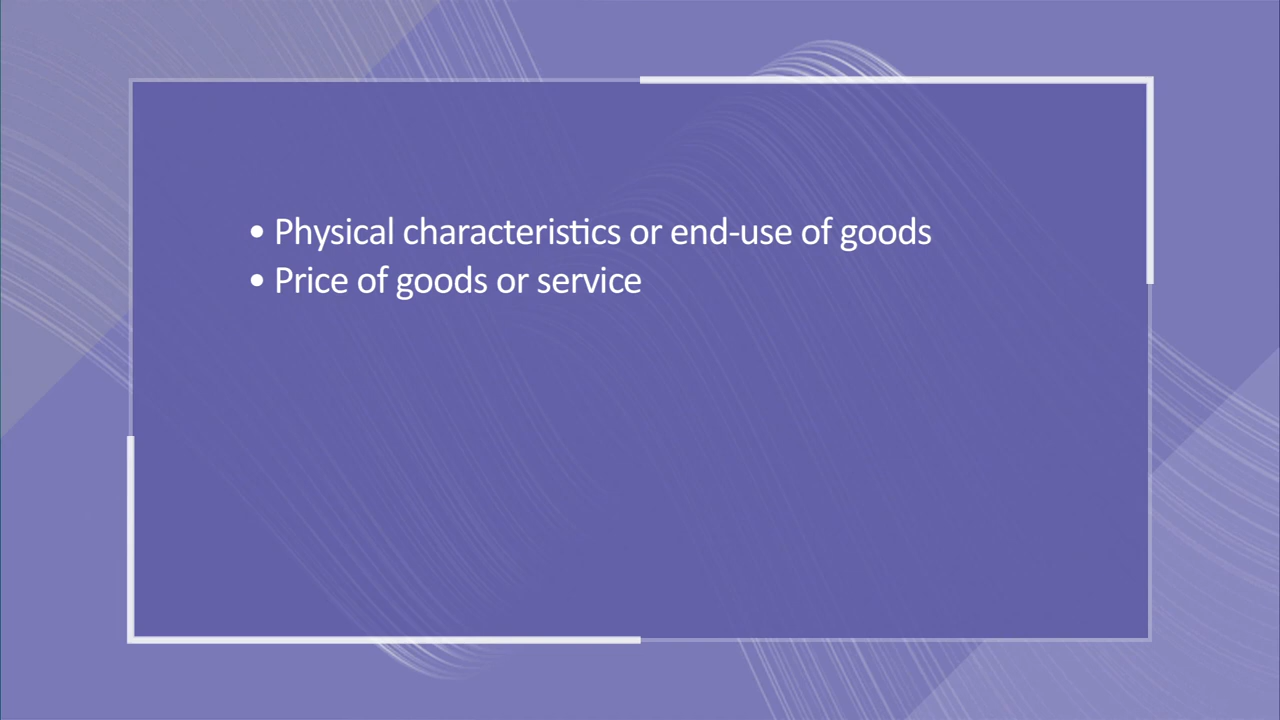 • Physical characteristics or end-use of goods
• Price of goods or service